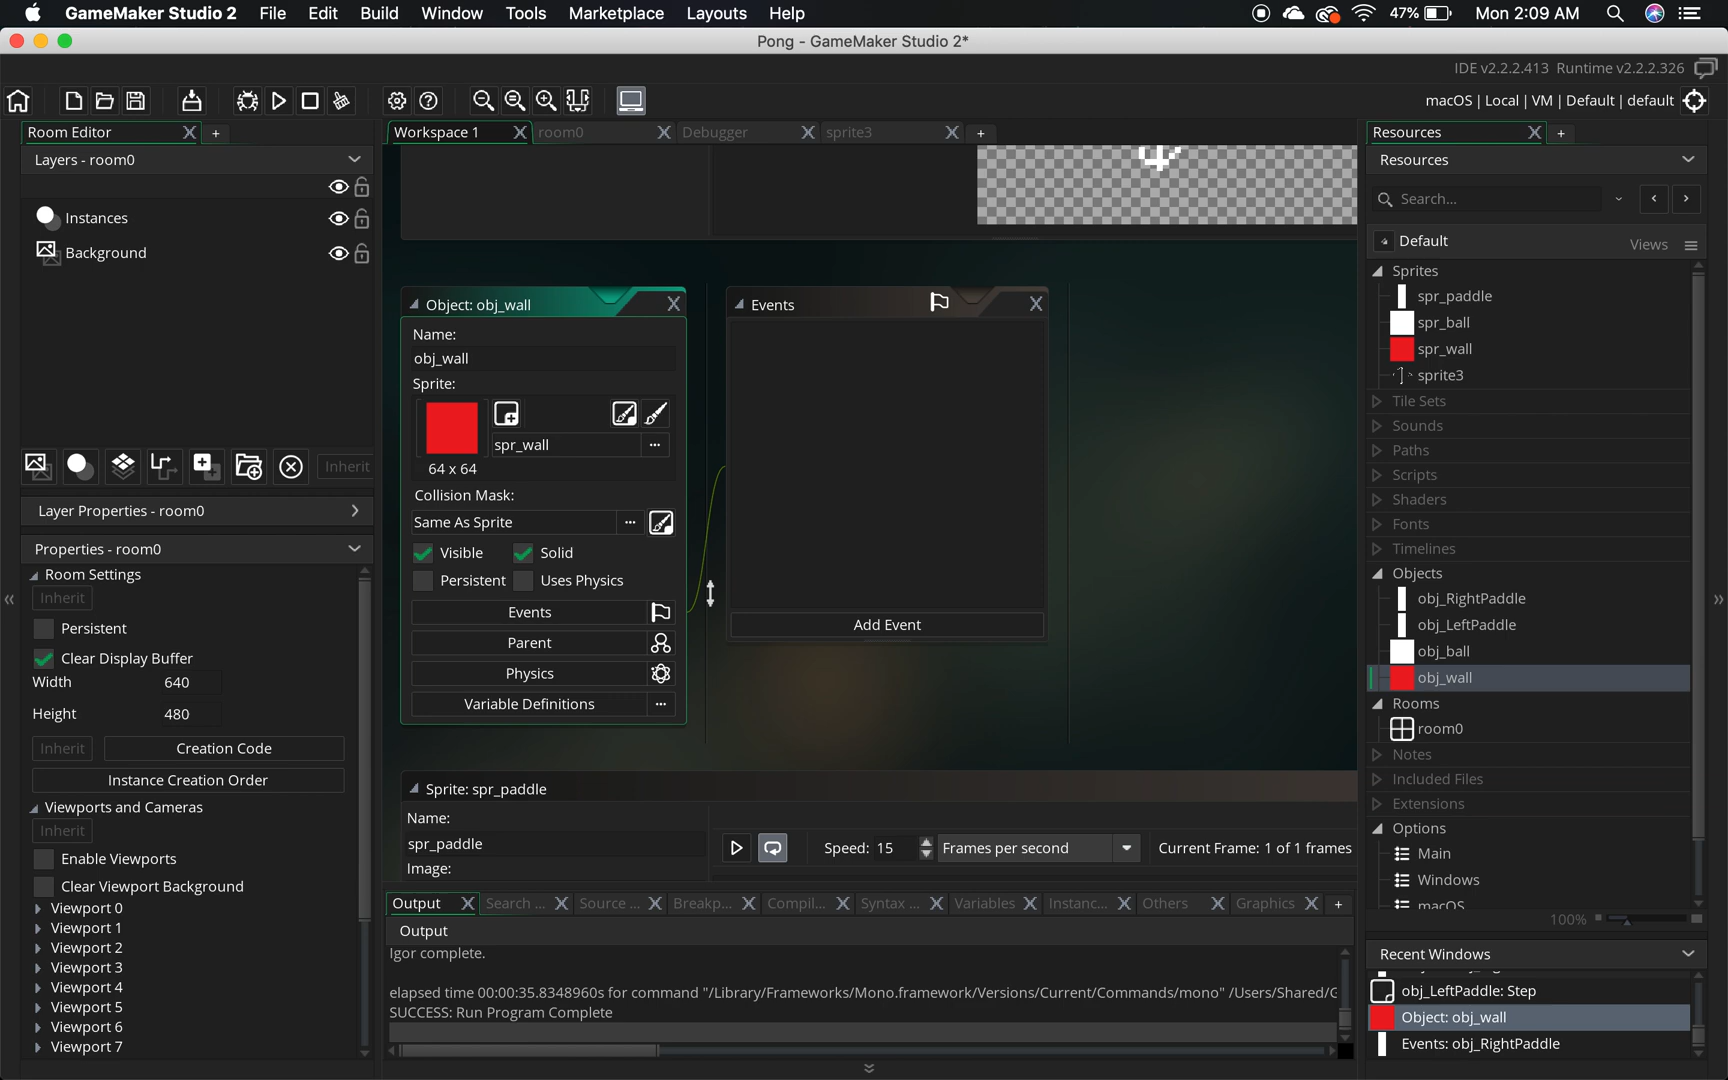 GameMaker Studio 2 File Edit Build Window Tools Marketplace Layouts Help 47% Mon 2:09 AM
Pong - GameMaker Studio 2*
IDE v2.2.2.413 Runtime v2.2.2.326
macOS | Local | VM | Default | default
Room Editor
Layers - room0
Instances
Background
Inherit
Layer Properties - room0
Properties - room0
Room Settings
Inherit
Persistent
Clear Display Buffer
Width 640
Height 480
Inherit Creation Code
Instance Creation Order
Viewports and Cameras
Inherit
Enable Viewports
Clear Viewport Background
Viewport 0
Viewport 1
Viewport 2
Viewport 3
Viewport 4
Viewport 5
Viewport 6
Viewport 7
Workspace 1 room0 Debugger sprite3
Object: obj_wall
Name:
obj_wall
Sprite:
spr_wall
64 x 64
Collision Mask:
Same As Sprite
Visible Solid
Persistent Uses Physics
Events
Parent
Physics
Variable Definitions
Events
Add Event
Sprite: spr_paddle
Name:
spr_paddle
Image:
Speed: 15 Frames per second Current Frame: 1 of 1 frames
Output Search ... Source ... Breakp... Compil... Syntax ... Variables Instanc... Others Graphics
Output
Igor complete.
elapsed time 00:00:35.8348960s for command "/Library/Frameworks/Mono.framework/Versions/Current/Commands/mono" /Users/Shared/
SUCCESS: Run Program Complete
Resources
Resources
Search...
Default Views
Sprites
spr_paddle
spr_ball
spr_wall
sprite3
Tile Sets
Sounds
Paths
Scripts
Shaders
Fonts
Timelines
Objects
obj_RightPaddle
obj_LeftPaddle
obj_ball
obj_wall
Rooms
room0
Notes
Included Files
Extensions
Options
Main
Windows
macOS
100%
Recent Windows
obj_LeftPaddle: Step
Object: obj_wall
Events: obj_RightPaddle